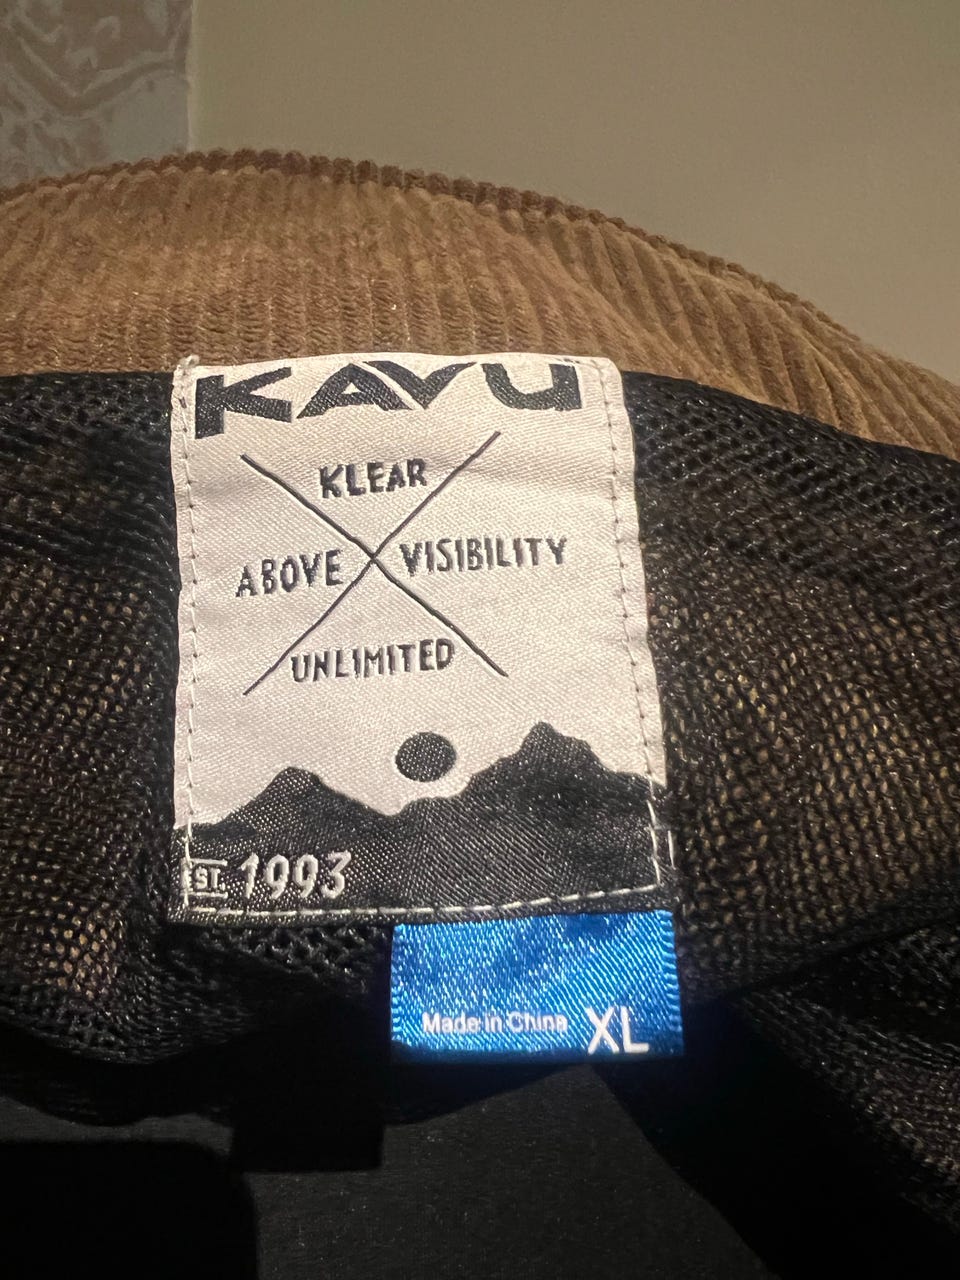 KAVU
KLEAR
ABOVE VISIBILITY
UNLIMITED
EST. 1993
Made in China XL